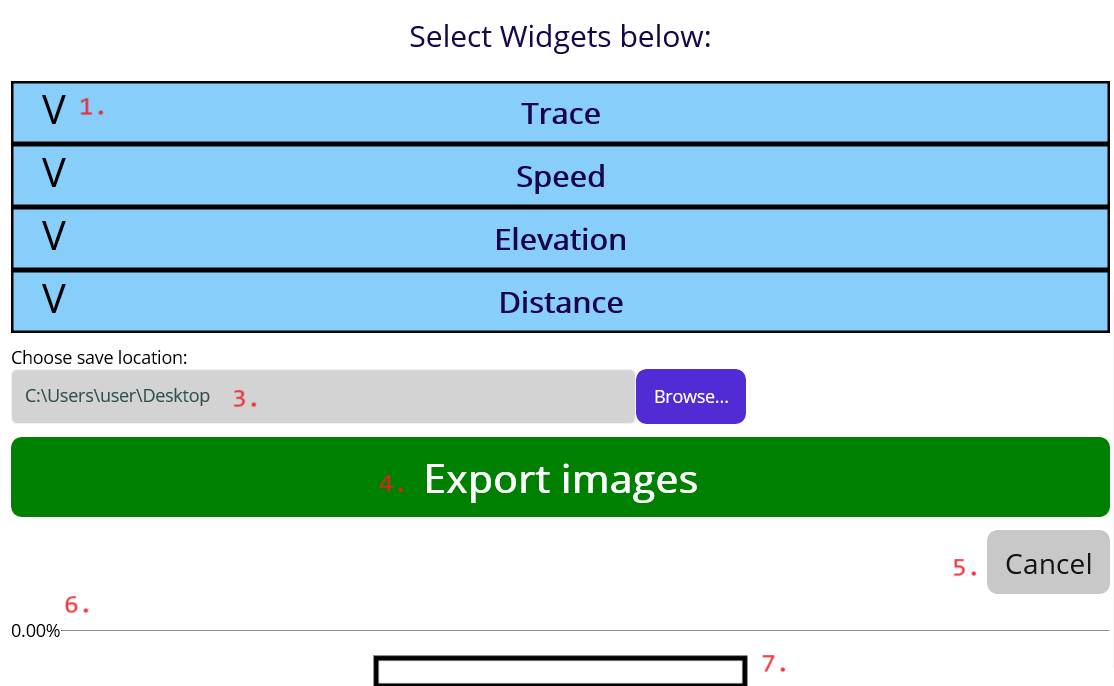 Select Widgets below:
V 1. Trace
V Speed
V Elevation
V Distance
Choose save location:
C:\Users\user\Desktop 3. Browse...
4. Export images
5. Cancel
6.
0.00%
7.